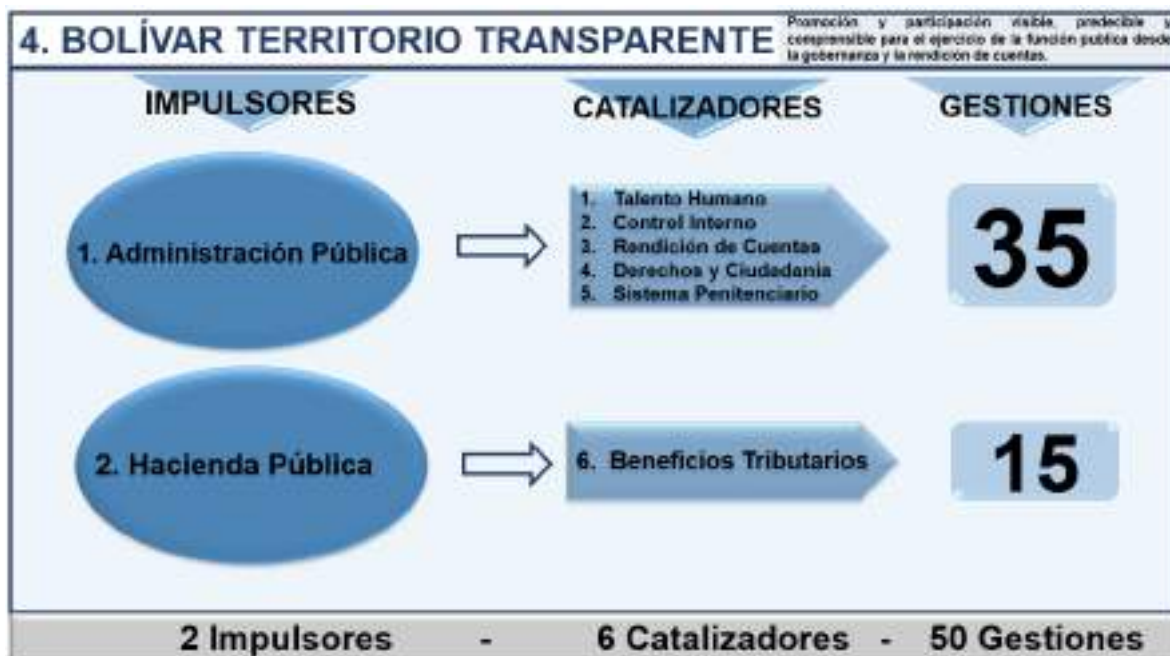 4. BOLÍVAR TERRITORIO TRANSPARENTE
Promoción y participación visible, predecible y
comprensible para el ejercicio de la función publica desde
la gobernanza y la rendición de cuentas.
IMPULSORES
CATALIZADORES
GESTIONES
1. Administración Pública
1. Talento Humano
2. Control Interno
3. Rendición de Cuentas
4. Derechos y Ciudadania
5. Sistema Penitenciario
35
2. Hacienda Pública
6. Beneficios Tributarios
15
2 Impulsores - 6 Catalizadores - 50 Gestiones